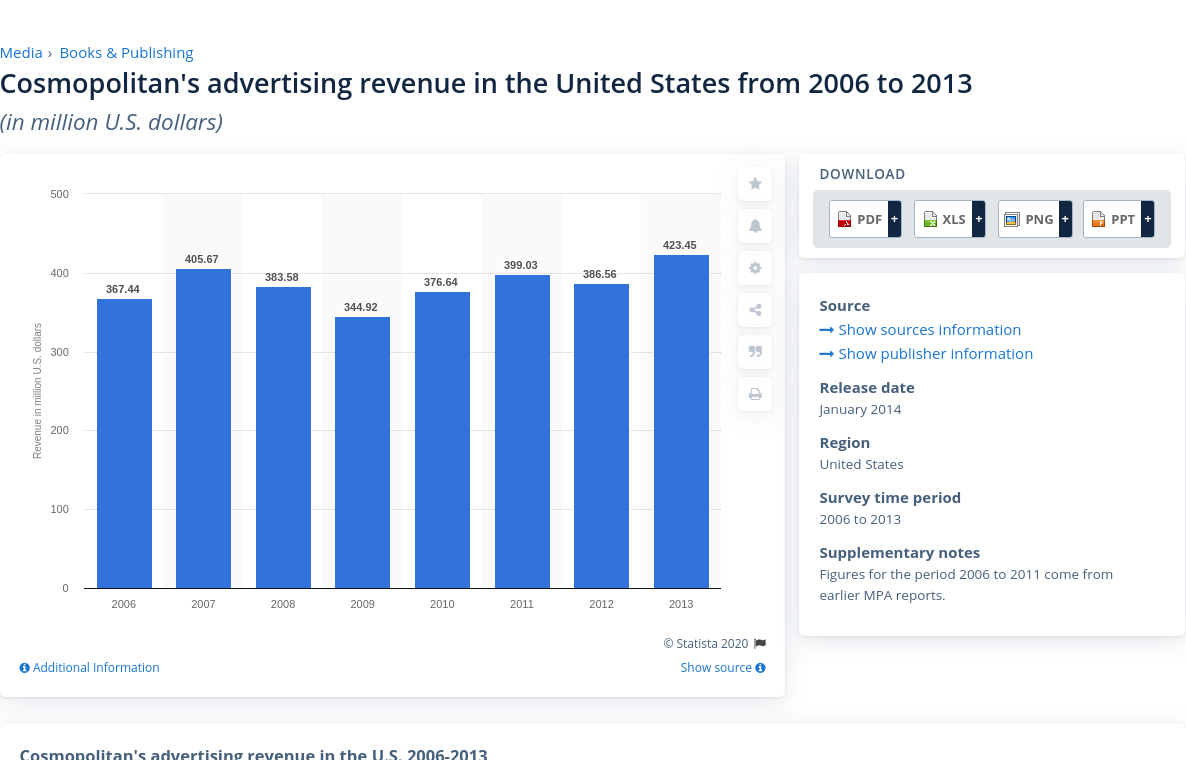 Media › Books & Publishing
Cosmopolitan's advertising revenue in the United States from 2006 to 2013
(in million U.S. dollars)
Revenue in million U.S. dollars
500
400
300
200
100
0
367.44
405.67
383.58
344.92
376.64
399.03
386.56
423.45
2006 2007 2008 2009 2010 2011 2012 2013
© Statista 2020
Additional Information
Show source
DOWNLOAD
PDF + XLS + PNG + PPT +
Source
Show sources information
Show publisher information
Release date
January 2014
Region
United States
Survey time period
2006 to 2013
Supplementary notes
Figures for the period 2006 to 2011 come from
earlier MPA reports.
Cosmopolitan's advertising revenue in the U.S. 2006-2013